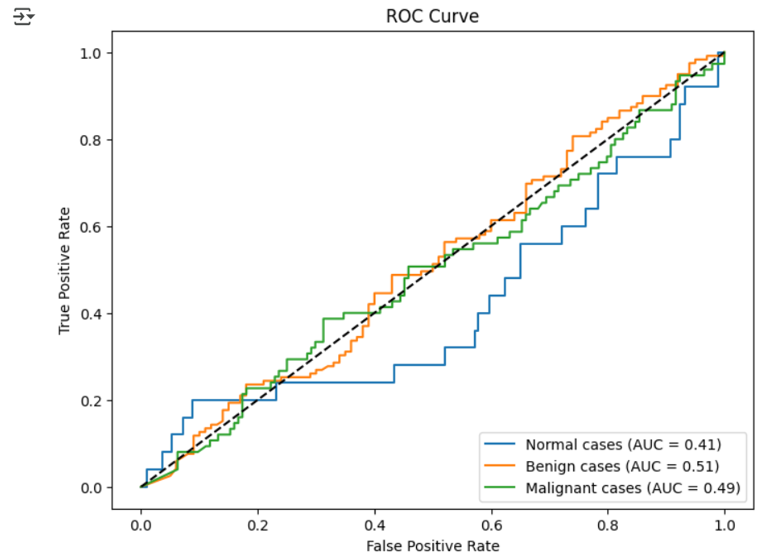 ROC Curve
1.0
0.8
0.6
0.4
0.2
0.0
True Positive Rate
Normal cases (AUC = 0.41)
Benign cases (AUC = 0.51)
Malignant cases (AUC = 0.49)
0.0 0.2 0.4 0.6 0.8 1.0
False Positive Rate